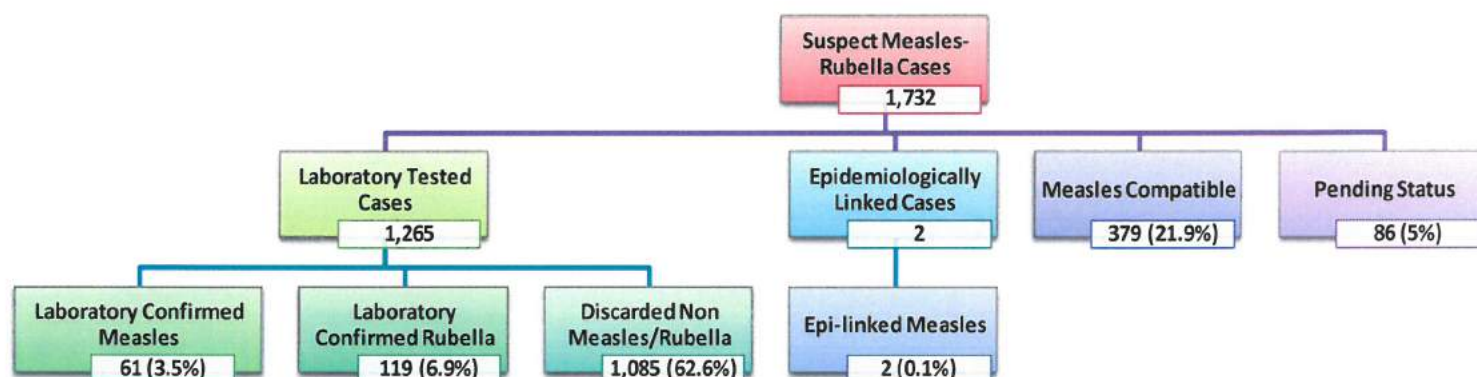 Suspect Measles-
Rubella Cases
1,732
Laboratory Tested
Cases
1,265
Epidemiologically
Linked Cases
2
Measles Compatible
379 (21.9%)
Pending Status
86 (5%)
Laboratory Confirmed
Measles
61 (3.5%)
Laboratory
Confirmed Rubella
119 (6.9%)
Discarded Non
Measles/Rubella
1,085 (62.6%)
Epi-linked Measles
2 (0.1%)